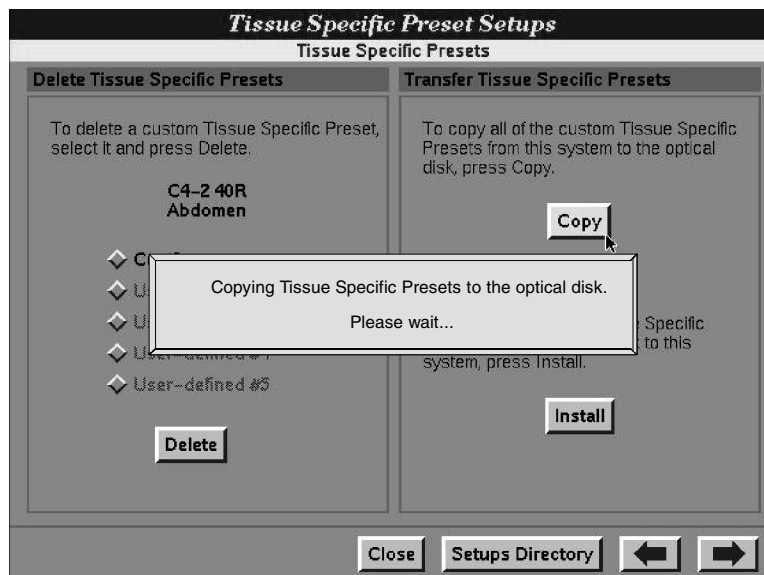 Tissue Specific Preset Setups
Tissue Specific Presets
Delete Tissue Specific Presets
To delete a custom Tissue Specific Preset,
select it and press Delete.
C4-2 40R
Abdomen
User-defined #5
Delete
Transfer Tissue Specific Presets
To copy all of the custom Tissue Specific
Presets from this system to the optical
disk, press Copy.
Copy
Copying Tissue Specific Presets to the optical disk.
Please wait...
Specific
to this
system, press Install.
Install
Close
Setups Directory